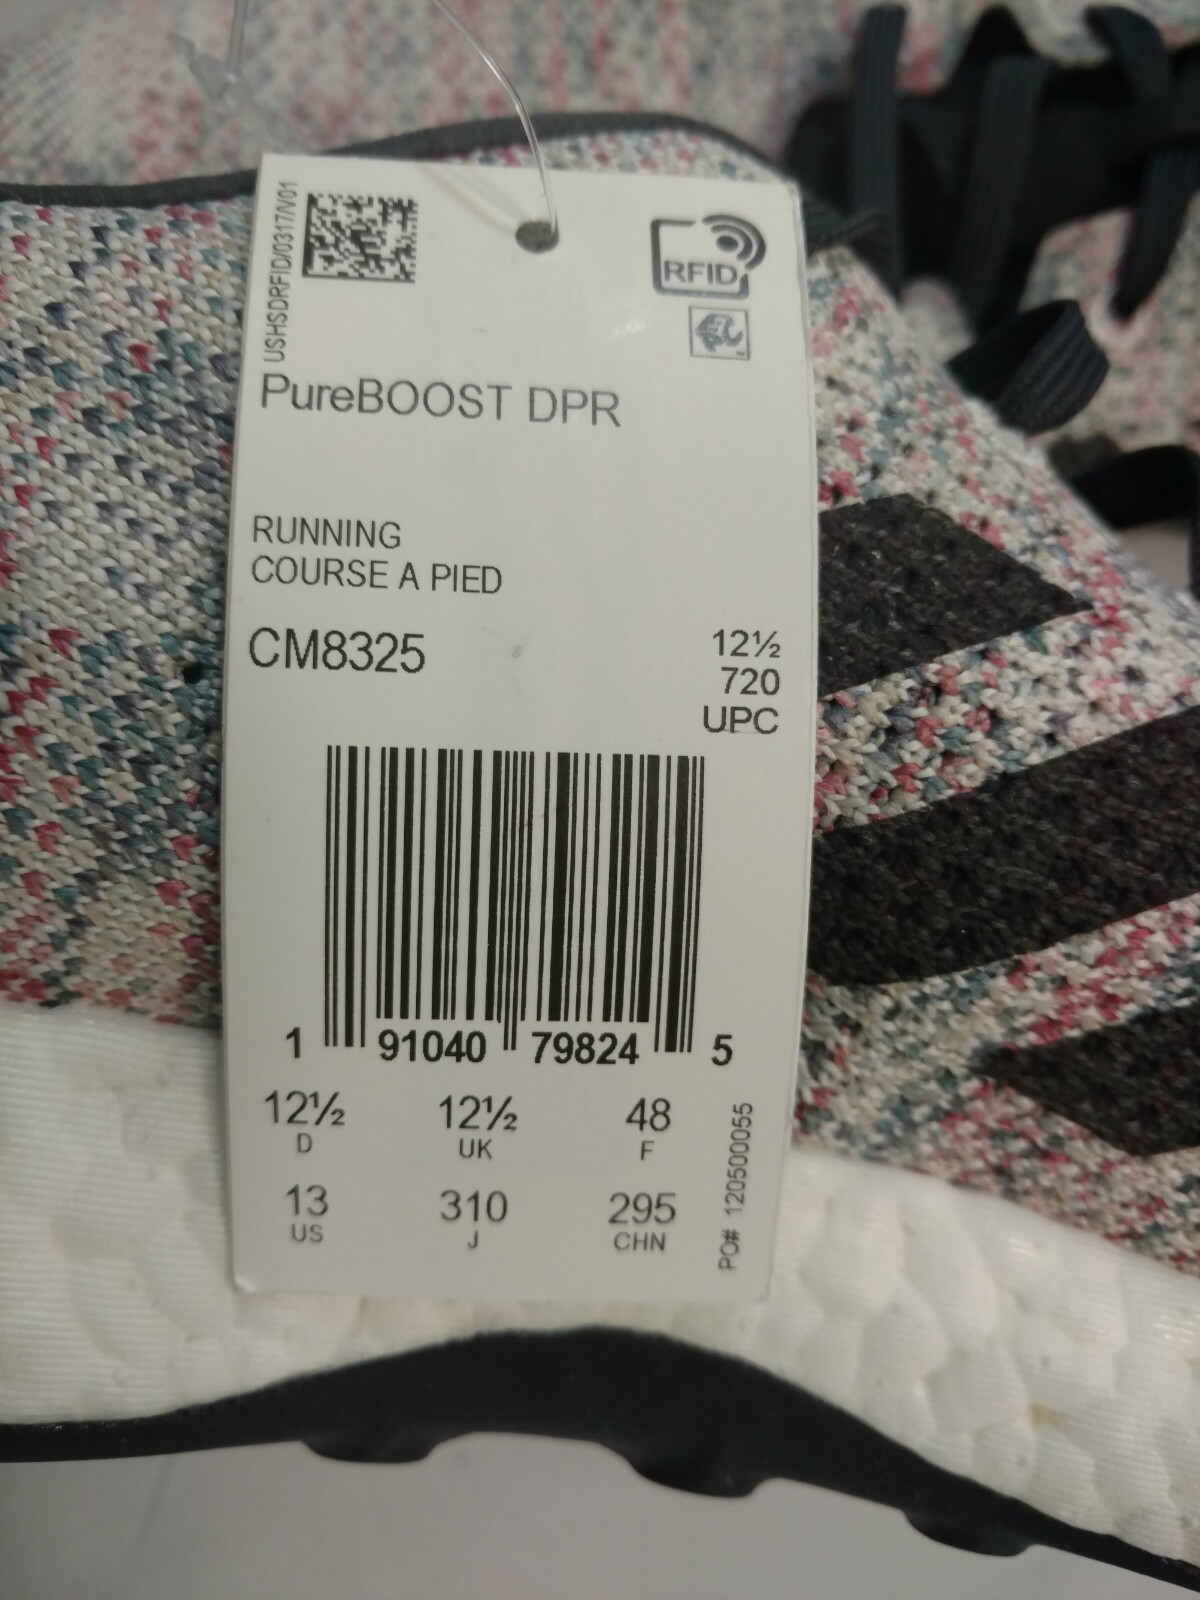 USHSDRFID/0317/V01
RFID
PureBOOST DPR
RUNNING
COURSE A PIED
CM8325
12½
720
UPC
1 91040 79824 5
12½ 12½ 48
D UK F
13 310 295
US J CHN
PO# 120500055